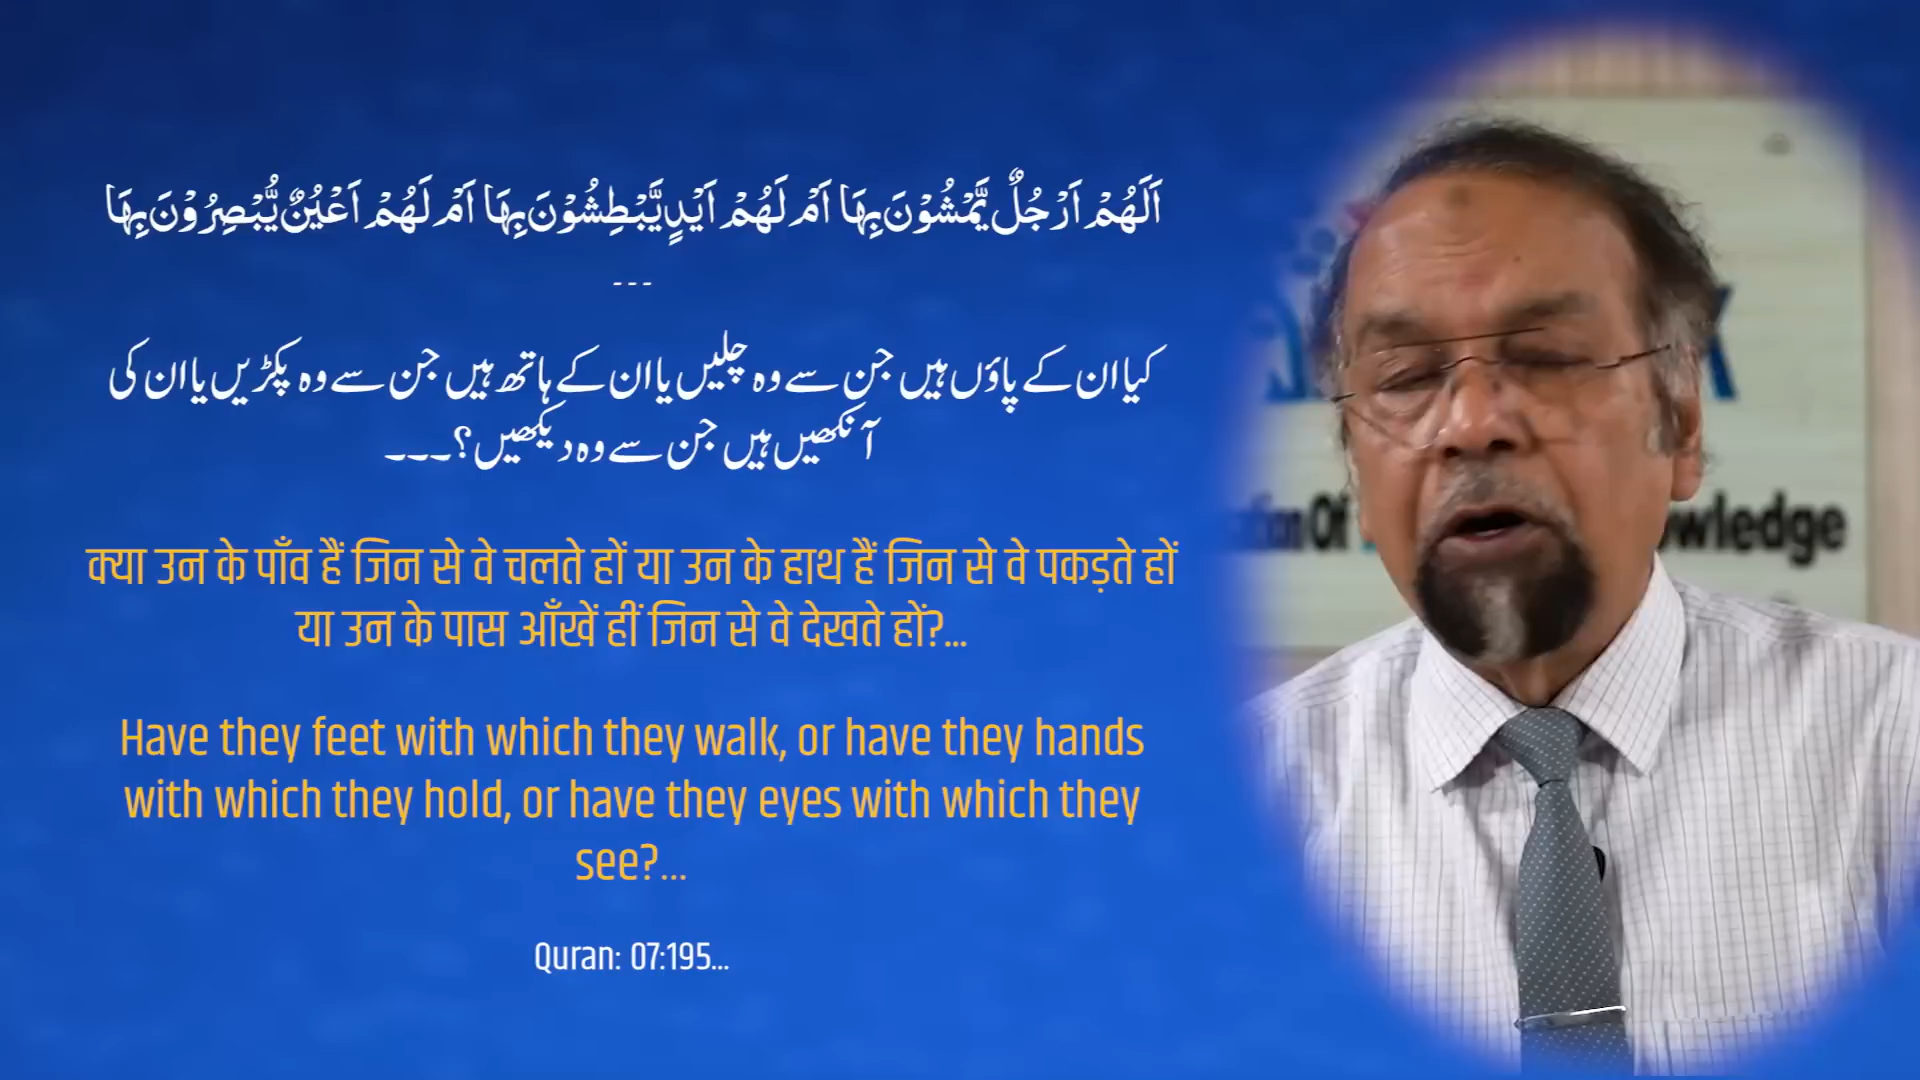 اَلَهُمْ اَرْجُلٌ يَّمْشُوْنَ بِهَا اَمْ لَهُمْ اَيْدٍ يَّبْطِشُوْنَ بِهَا اَمْ لَهُمْ اَعْيُنٌ يُّبْصِرُوْنَ بِهَا
---
کیا ان کے پاؤں ہیں جن سے وہ چلیں یا ان کے ہاتھ ہیں جن سے وہ پکڑیں یا ان کی
آنکھیں ہیں جن سے وہ دیکھیں؟---
क्या उन के पाँव हैं जिन से वे चलते हों या उन के हाथ हैं जिन से वे पकड़ते हों
या उन के पास आँखें हीं जिन से वे देखते हों?...
Have they feet with which they walk, or have they hands
with which they hold, or have they eyes with which they
see?...
Quran: 07:195...
Of